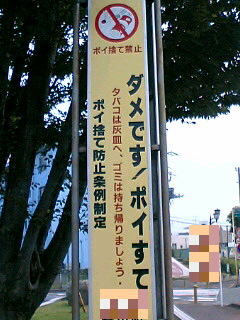 ポイ捨て禁止
ダメです！ポイすて
タバコは灰皿へ、ゴミは持ち帰りましょう．
ポイ捨て防止条例制定